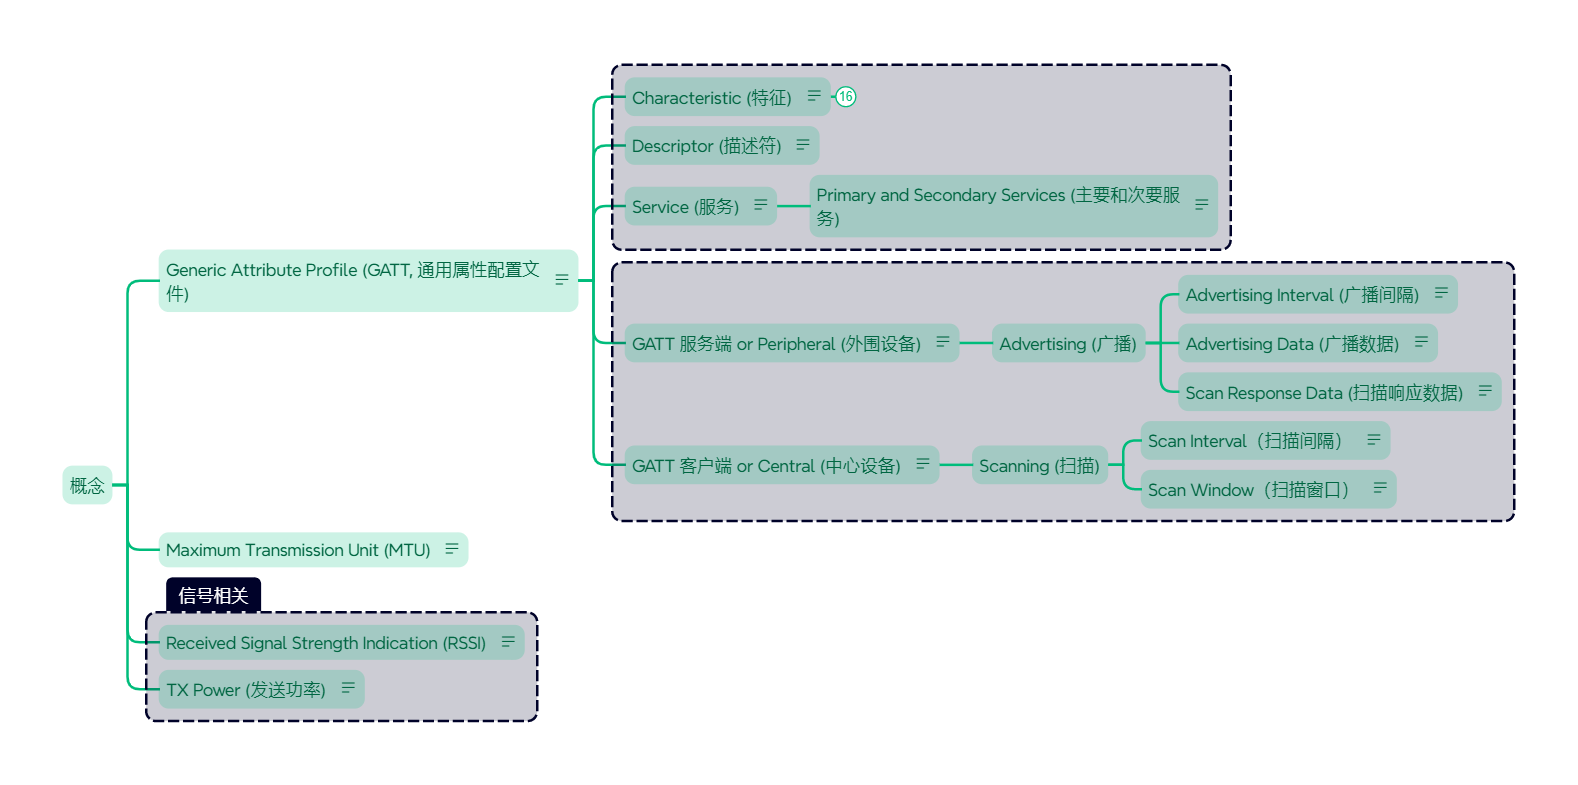 Characteristic (特征)
16
Descriptor (描述符)
Service (服务)
Primary and Secondary Services (主要和次要服
务)
Generic Attribute Profile (GATT, 通用属性配置文
件)
GATT 服务端 or Peripheral (外围设备)
Advertising (广播)
Advertising Interval (广播间隔)
Advertising Data (广播数据)
Scan Response Data (扫描响应数据)
GATT 客户端 or Central (中心设备)
Scanning (扫描)
Scan Interval（扫描间隔）
Scan Window（扫描窗口）
概念
Maximum Transmission Unit (MTU)
信号相关
Received Signal Strength Indication (RSSI)
TX Power (发送功率)